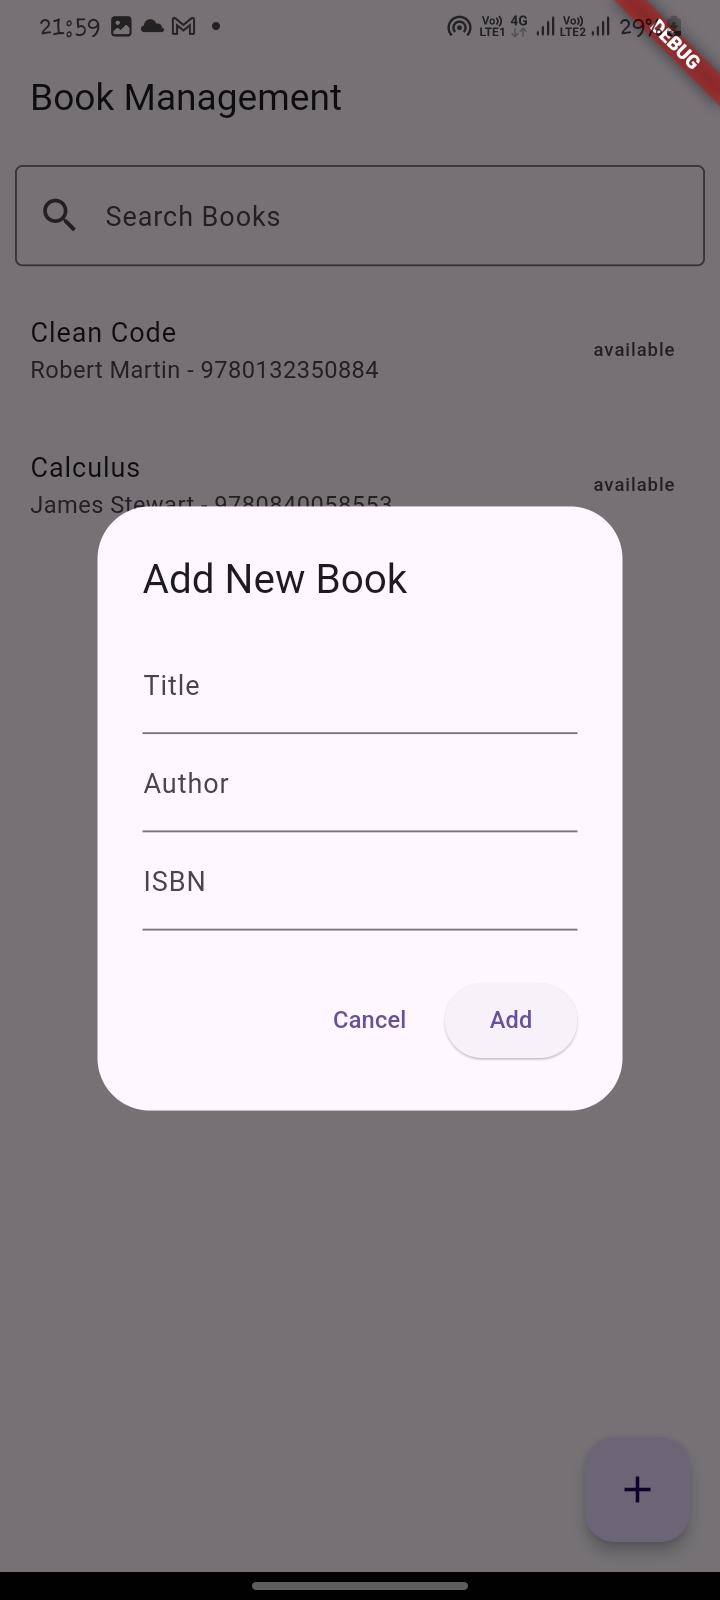 21:59 Vo)) LTE1 4G Vo)) LTE2 29%
DEBUG
Book Management
Search Books
Clean Code
Robert Martin - 9780132350884
available
Calculus
James Stewart - 9780840058553
available
Add New Book
Title
Author
ISBN
Cancel Add